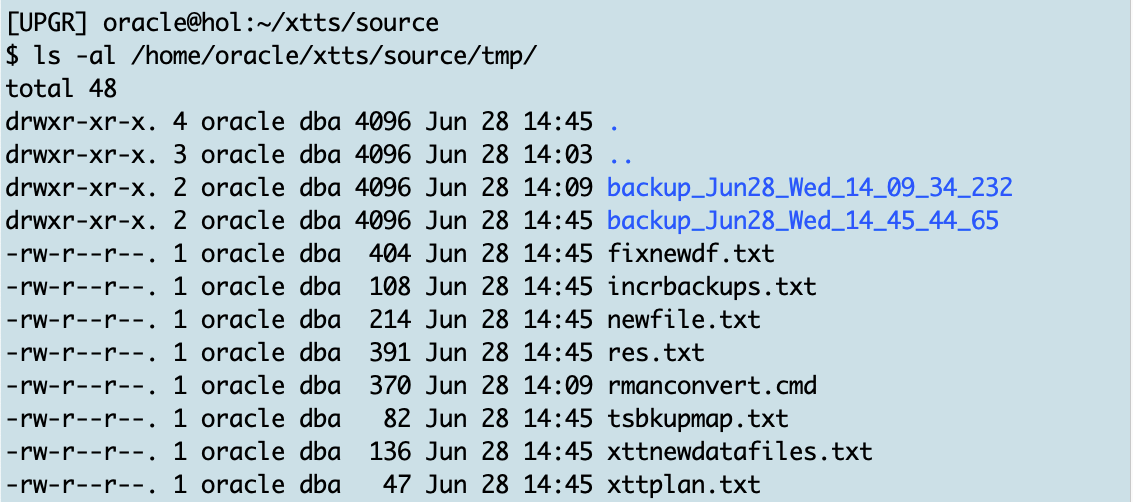 [UPGR] oracle@hol:~/xtts/source
$ ls -al /home/oracle/xtts/source/tmp/
total 48
drwxr-xr-x. 4 oracle dba 4096 Jun 28 14:45 .
drwxr-xr-x. 3 oracle dba 4096 Jun 28 14:03 ..
drwxr-xr-x. 2 oracle dba 4096 Jun 28 14:09 backup_Jun28_Wed_14_09_34_232
drwxr-xr-x. 2 oracle dba 4096 Jun 28 14:45 backup_Jun28_Wed_14_45_44_65
-rw-r--r--. 1 oracle dba  404 Jun 28 14:45 fixnewdf.txt
-rw-r--r--. 1 oracle dba  108 Jun 28 14:45 incrbackups.txt
-rw-r--r--. 1 oracle dba  214 Jun 28 14:45 newfile.txt
-rw-r--r--. 1 oracle dba  391 Jun 28 14:45 res.txt
-rw-r--r--. 1 oracle dba  370 Jun 28 14:09 rmanconvert.cmd
-rw-r--r--. 1 oracle dba   82 Jun 28 14:45 tsbkupmap.txt
-rw-r--r--. 1 oracle dba  136 Jun 28 14:45 xttnewdatafiles.txt
-rw-r--r--. 1 oracle dba   47 Jun 28 14:45 xttplan.txt